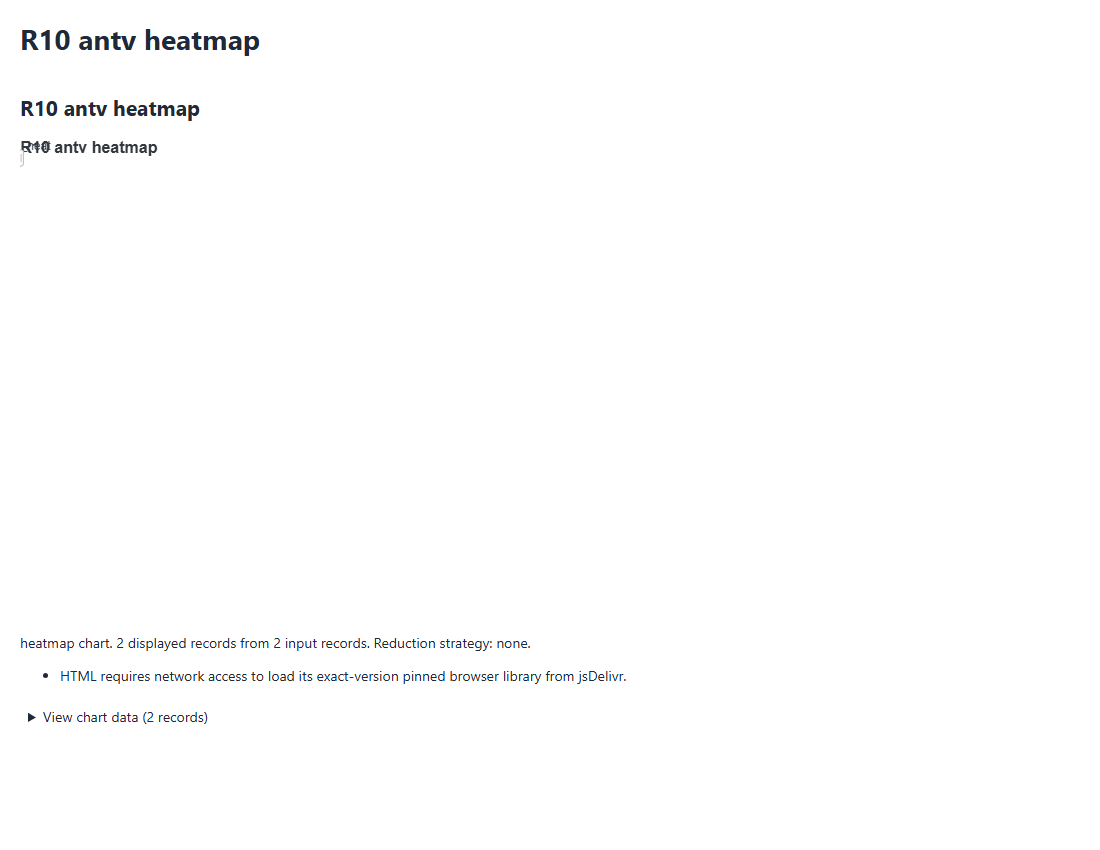 R10 antv heatmap
R10 antv heatmap
R10 antv heatmap
heatmap chart. 2 displayed records from 2 input records. Reduction strategy: none.
HTML requires network access to load its exact-version pinned browser library from jsDelivr.
View chart data (2 records)